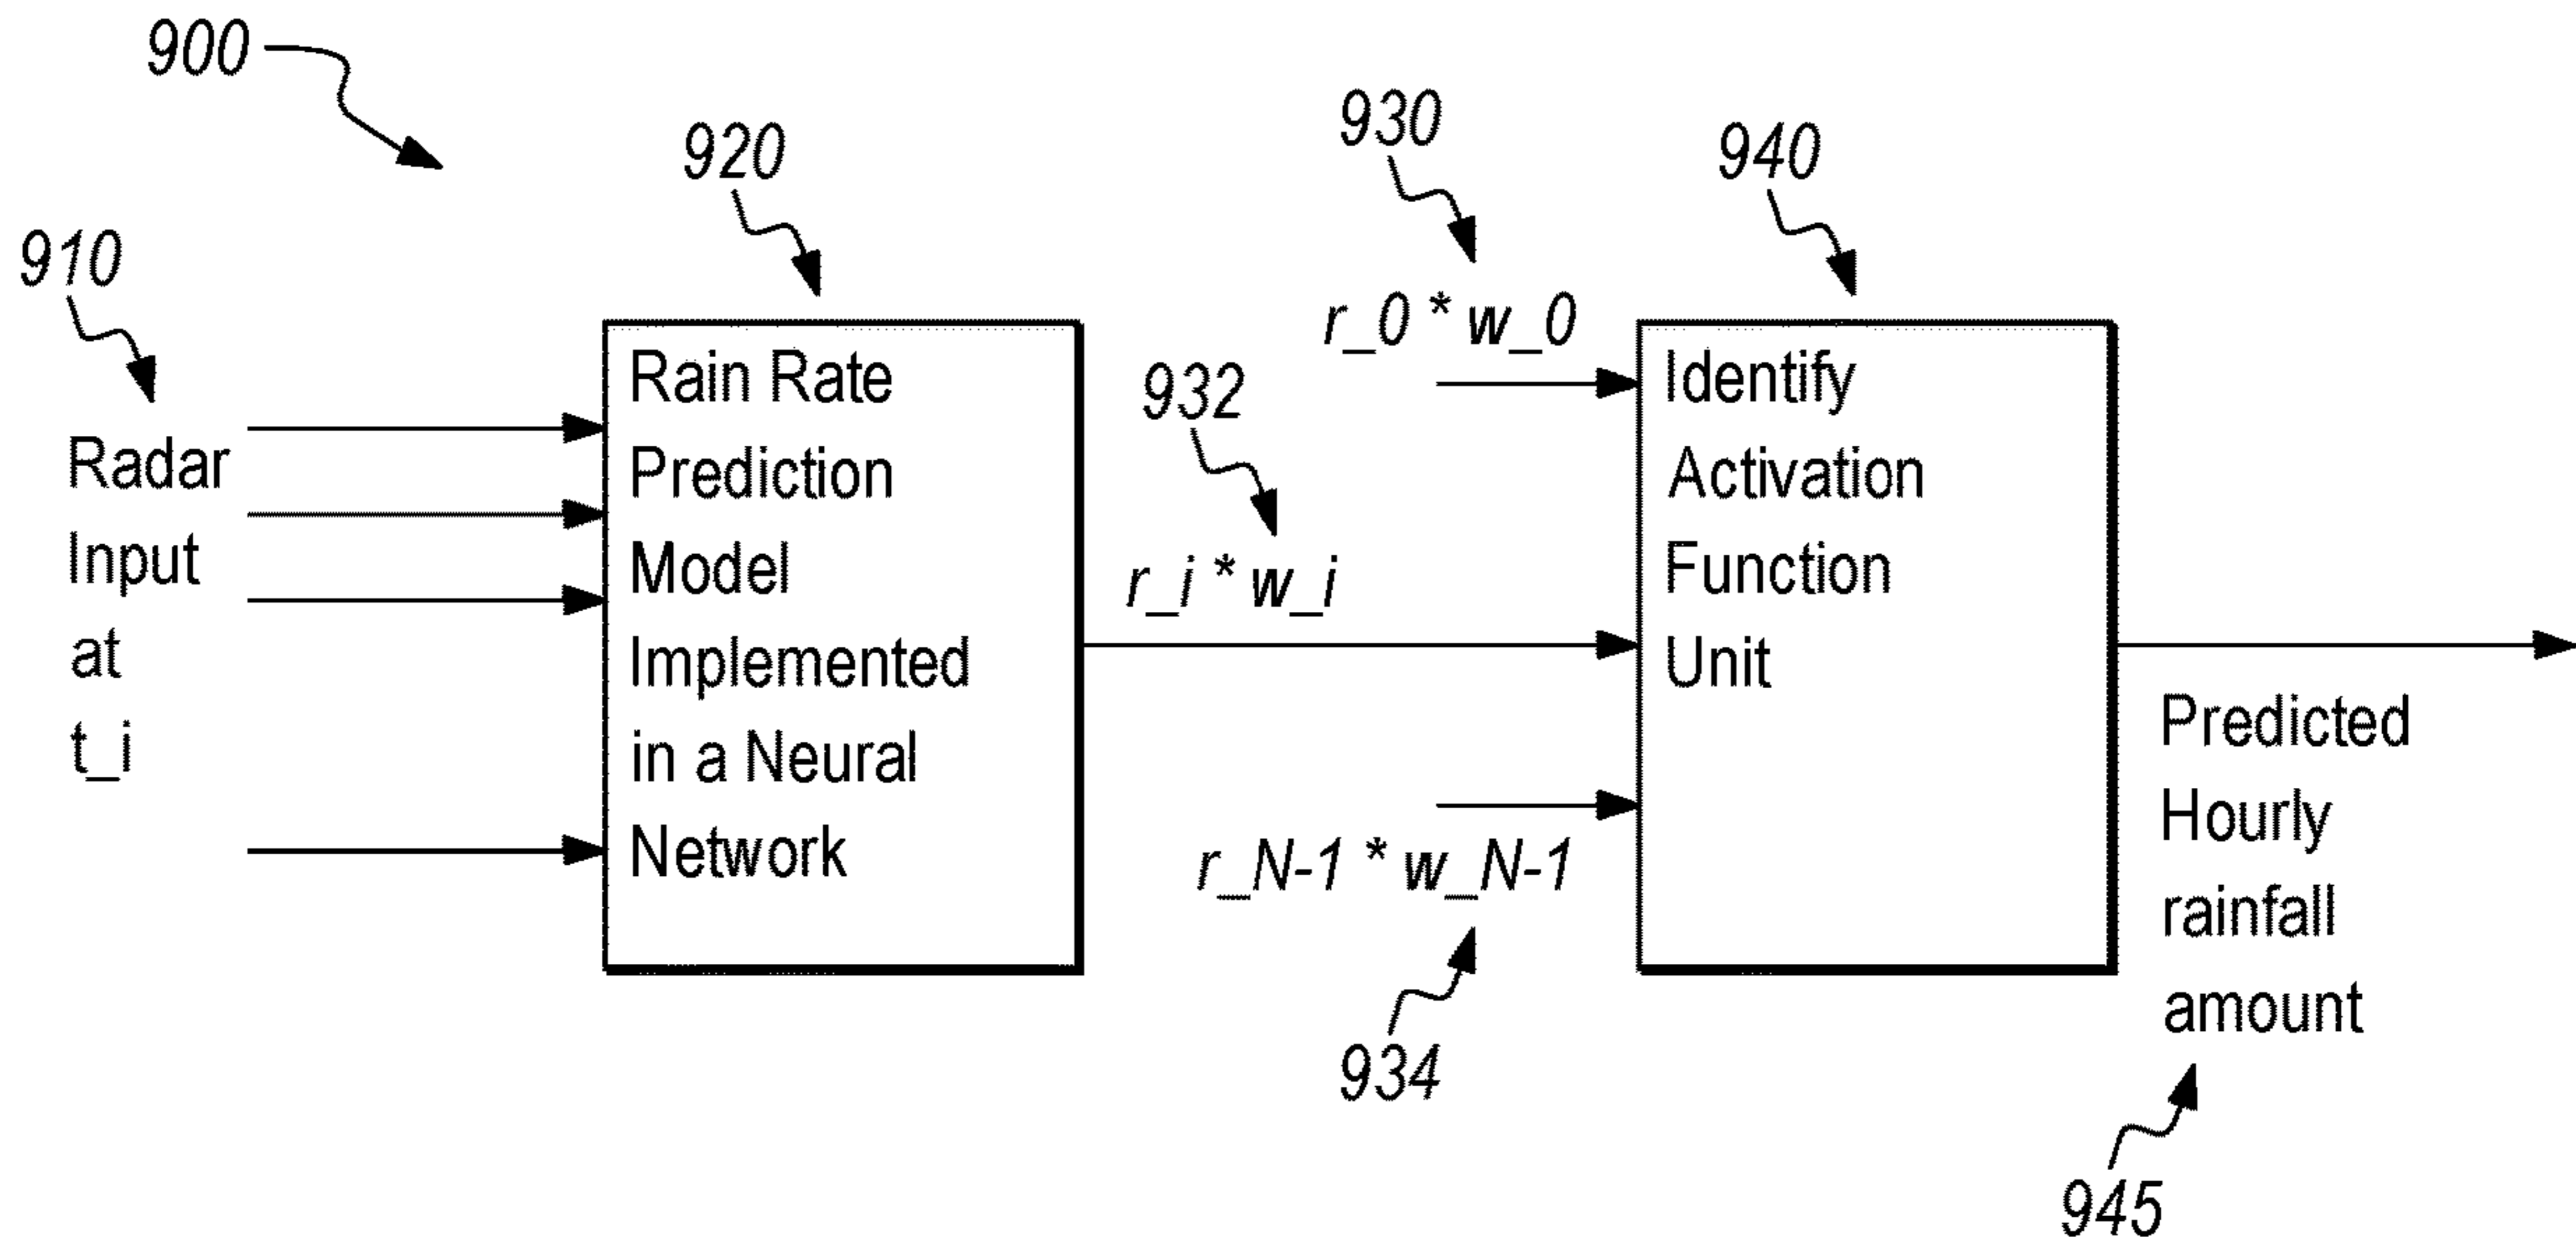 900
910
Radar
Input
at
t_i
920
Rain Rate
Prediction
Model
Implemented
in a Neural
Network
930
r_0 * w_0
932
r_i * w_i
r_N-1 * w_N-1
934
940
Identify
Activation
Function
Unit
Predicted
Hourly
rainfall
amount
945